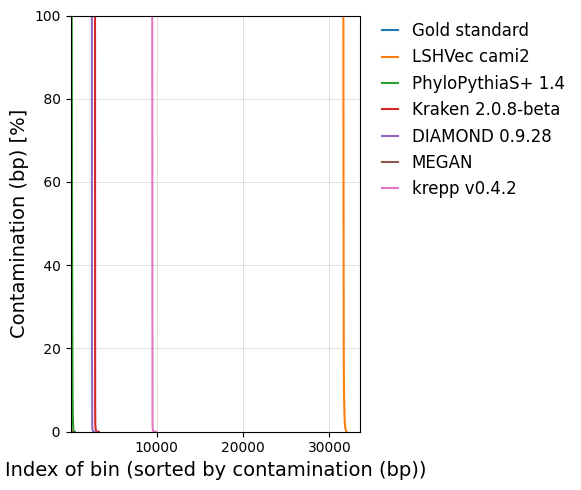 100
80
60
40
20
0
Contamination (bp) [%]
10000
20000
30000
Index of bin (sorted by contamination (bp))
Gold standard
LSHVec cami2
PhyloPythiaS+ 1.4
Kraken 2.0.8-beta
DIAMOND 0.9.28
MEGAN
krepp v0.4.2